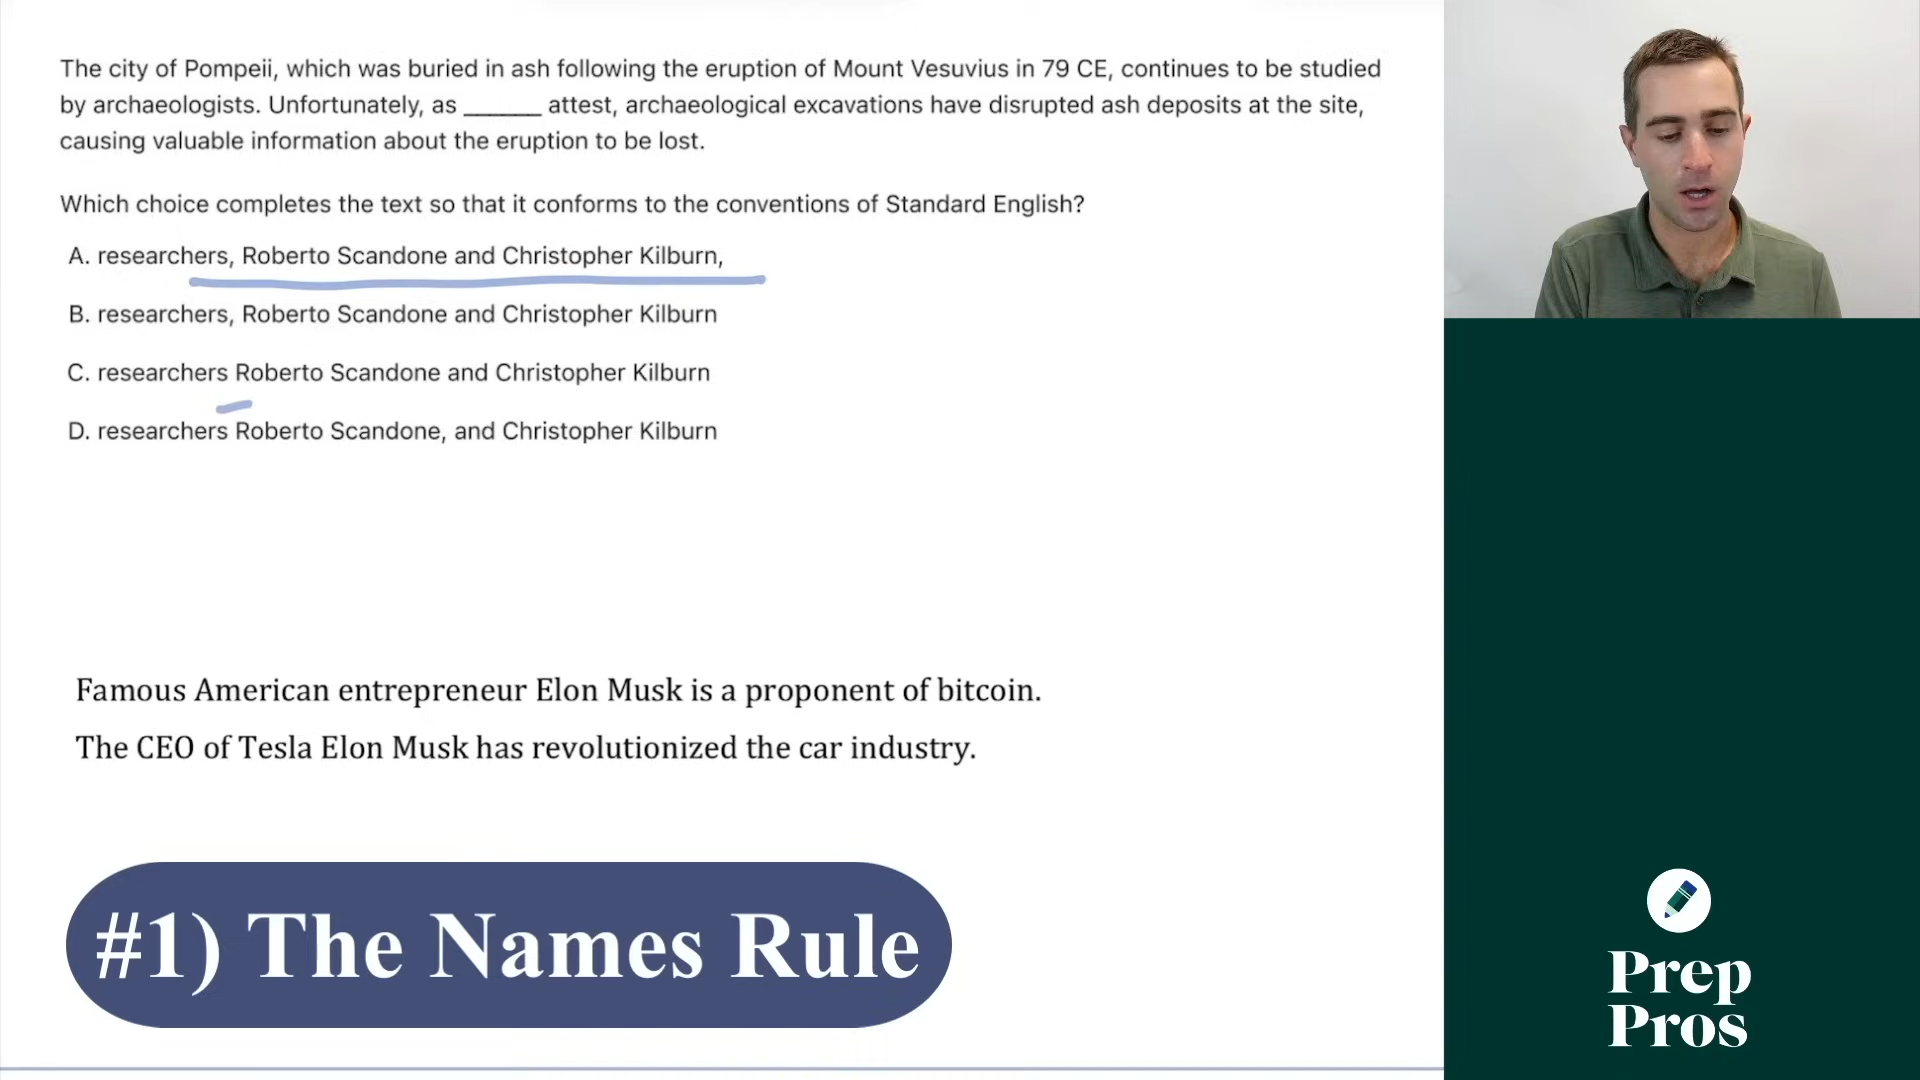 The city of Pompeii, which was buried in ash following the eruption of Mount Vesuvius in 79 CE, continues to be studied
by archaeologists. Unfortunately, as ______ attest, archaeological excavations have disrupted ash deposits at the site,
causing valuable information about the eruption to be lost.
Which choice completes the text so that it conforms to the conventions of Standard English?
A. researchers, Roberto Scandone and Christopher Kilburn,
B. researchers, Roberto Scandone and Christopher Kilburn
C. researchers Roberto Scandone and Christopher Kilburn
D. researchers Roberto Scandone, and Christopher Kilburn
Famous American entrepreneur Elon Musk is a proponent of bitcoin.
The CEO of Tesla Elon Musk has revolutionized the car industry.
#1) The Names Rule
Prep
Pros